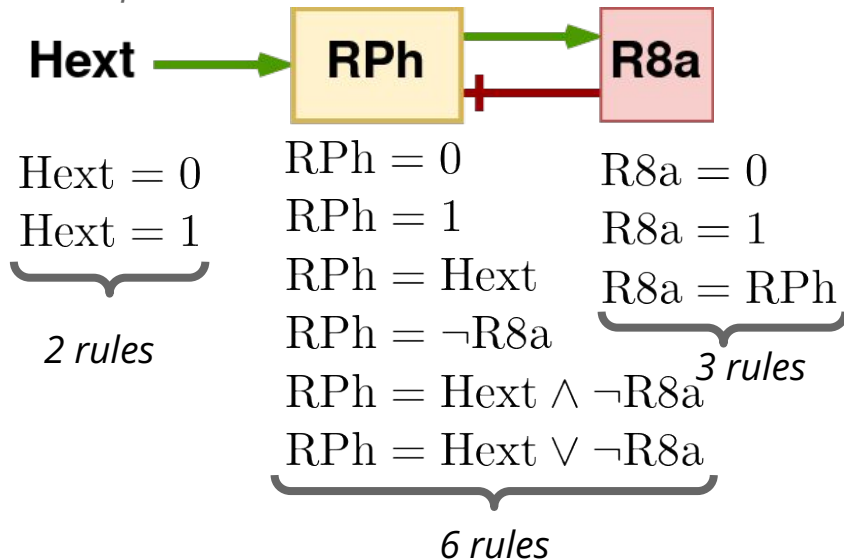 Hext RPh R8a
Hext = 0
Hext = 1
2 rules
RPh = 0
RPh = 1
RPh = Hext
RPh = ¬R8a
RPh = Hext ∧ ¬R8a
RPh = Hext ∨ ¬R8a
6 rules
R8a = 0
R8a = 1
R8a = RPh
3 rules